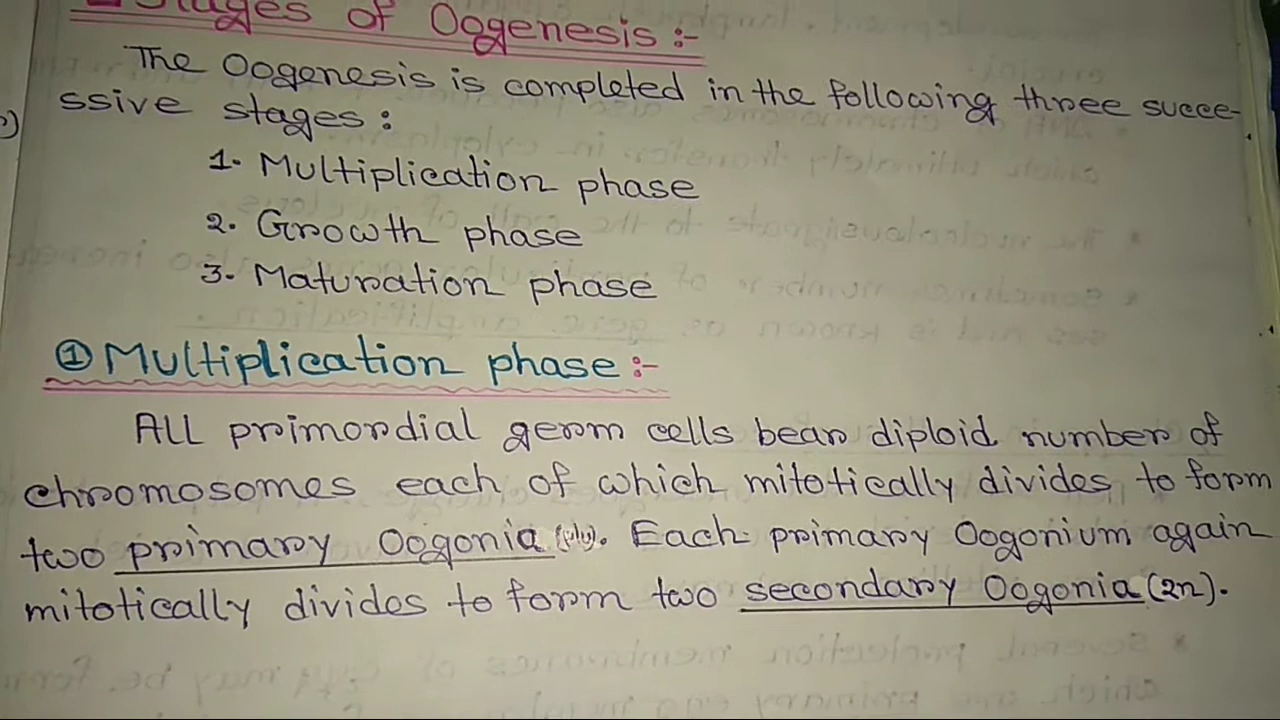 Stages of Oogenesis :-
The Oogenesis is completed in the following three succe-
ssive stages :
1. Multiplication phase
2. Growth phase
3. Maturation phase
① Multiplication phase :-
All primordial germ cells bear diploid number of
chromosomes each of which mitotically divides to form
two primary Oogonia. Each primary Oogonium again
mitotically divides to form two secondary Oogonia (2n).